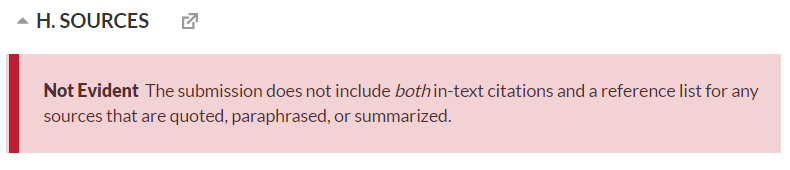 H. SOURCES
Not Evident The submission does not include both in-text citations and a reference list for any
sources that are quoted, paraphrased, or summarized.